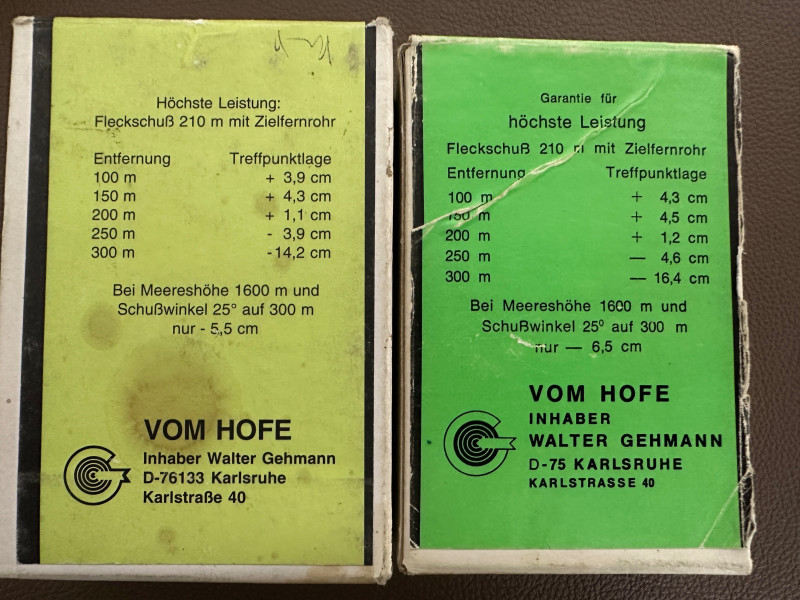 Höchste Leistung:
Fleckschuß 210 m mit Zielfernrohr
Entfernung Treffpunktlage
100 m + 3,9 cm
150 m + 4,3 cm
200 m + 1,1 cm
250 m - 3,9 cm
300 m -14,2 cm
Bei Meereshöhe 1600 m und
Schußwinkel 25° auf 300 m
nur - 5,5 cm
VOM HOFE
Inhaber Walter Gehmann
D-76133 Karlsruhe
Karlstraße 40
Garantie für
höchste Leistung
Fleckschuß 210 m mit Zielfernrohr
Entfernung Treffpunktlage
100 m + 4,3 cm
150 m + 4,5 cm
200 m + 1,2 cm
250 m — 4,6 cm
300 m — 16,4 cm
Bei Meereshöhe 1600 m und
Schußwinkel 25⁰ auf 300 m
nur — 6,5 cm
VOM HOFE
INHABER
WALTER GEHMANN
D-75 KARLSRUHE
KARLSTRASSE 40